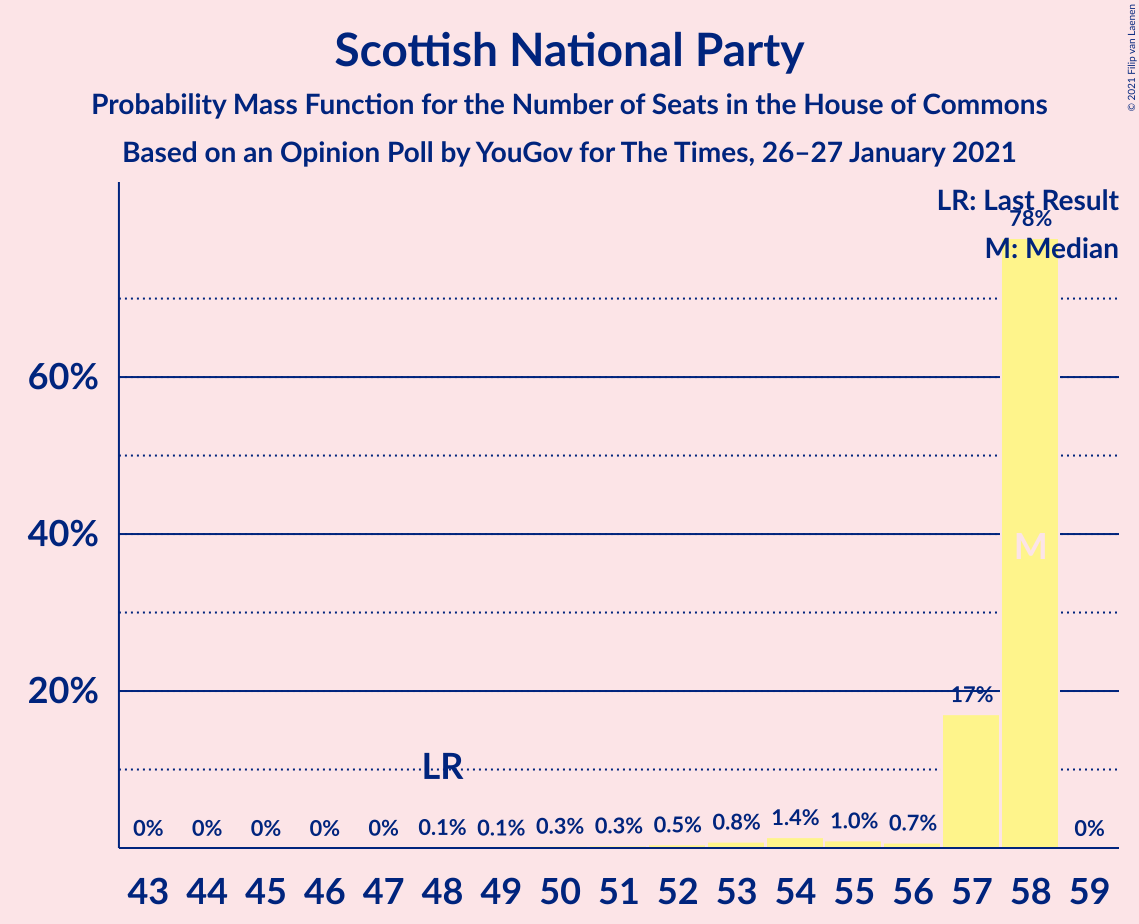 Scottish National Party
Probability Mass Function for the Number of Seats in the House of Commons
Based on an Opinion Poll by YouGov for The Times, 26–27 January 2021
© 2021 Filip van Laenen
LR: Last Result
78%
M: Median
60%
40%
M
20%
17%
LR
0% 0% 0% 0% 0% 0.1% 0.1% 0.3% 0.3% 0.5% 0.8% 1.4% 1.0% 0.7% 0%
43 44 45 46 47 48 49 50 51 52 53 54 55 56 57 58 59